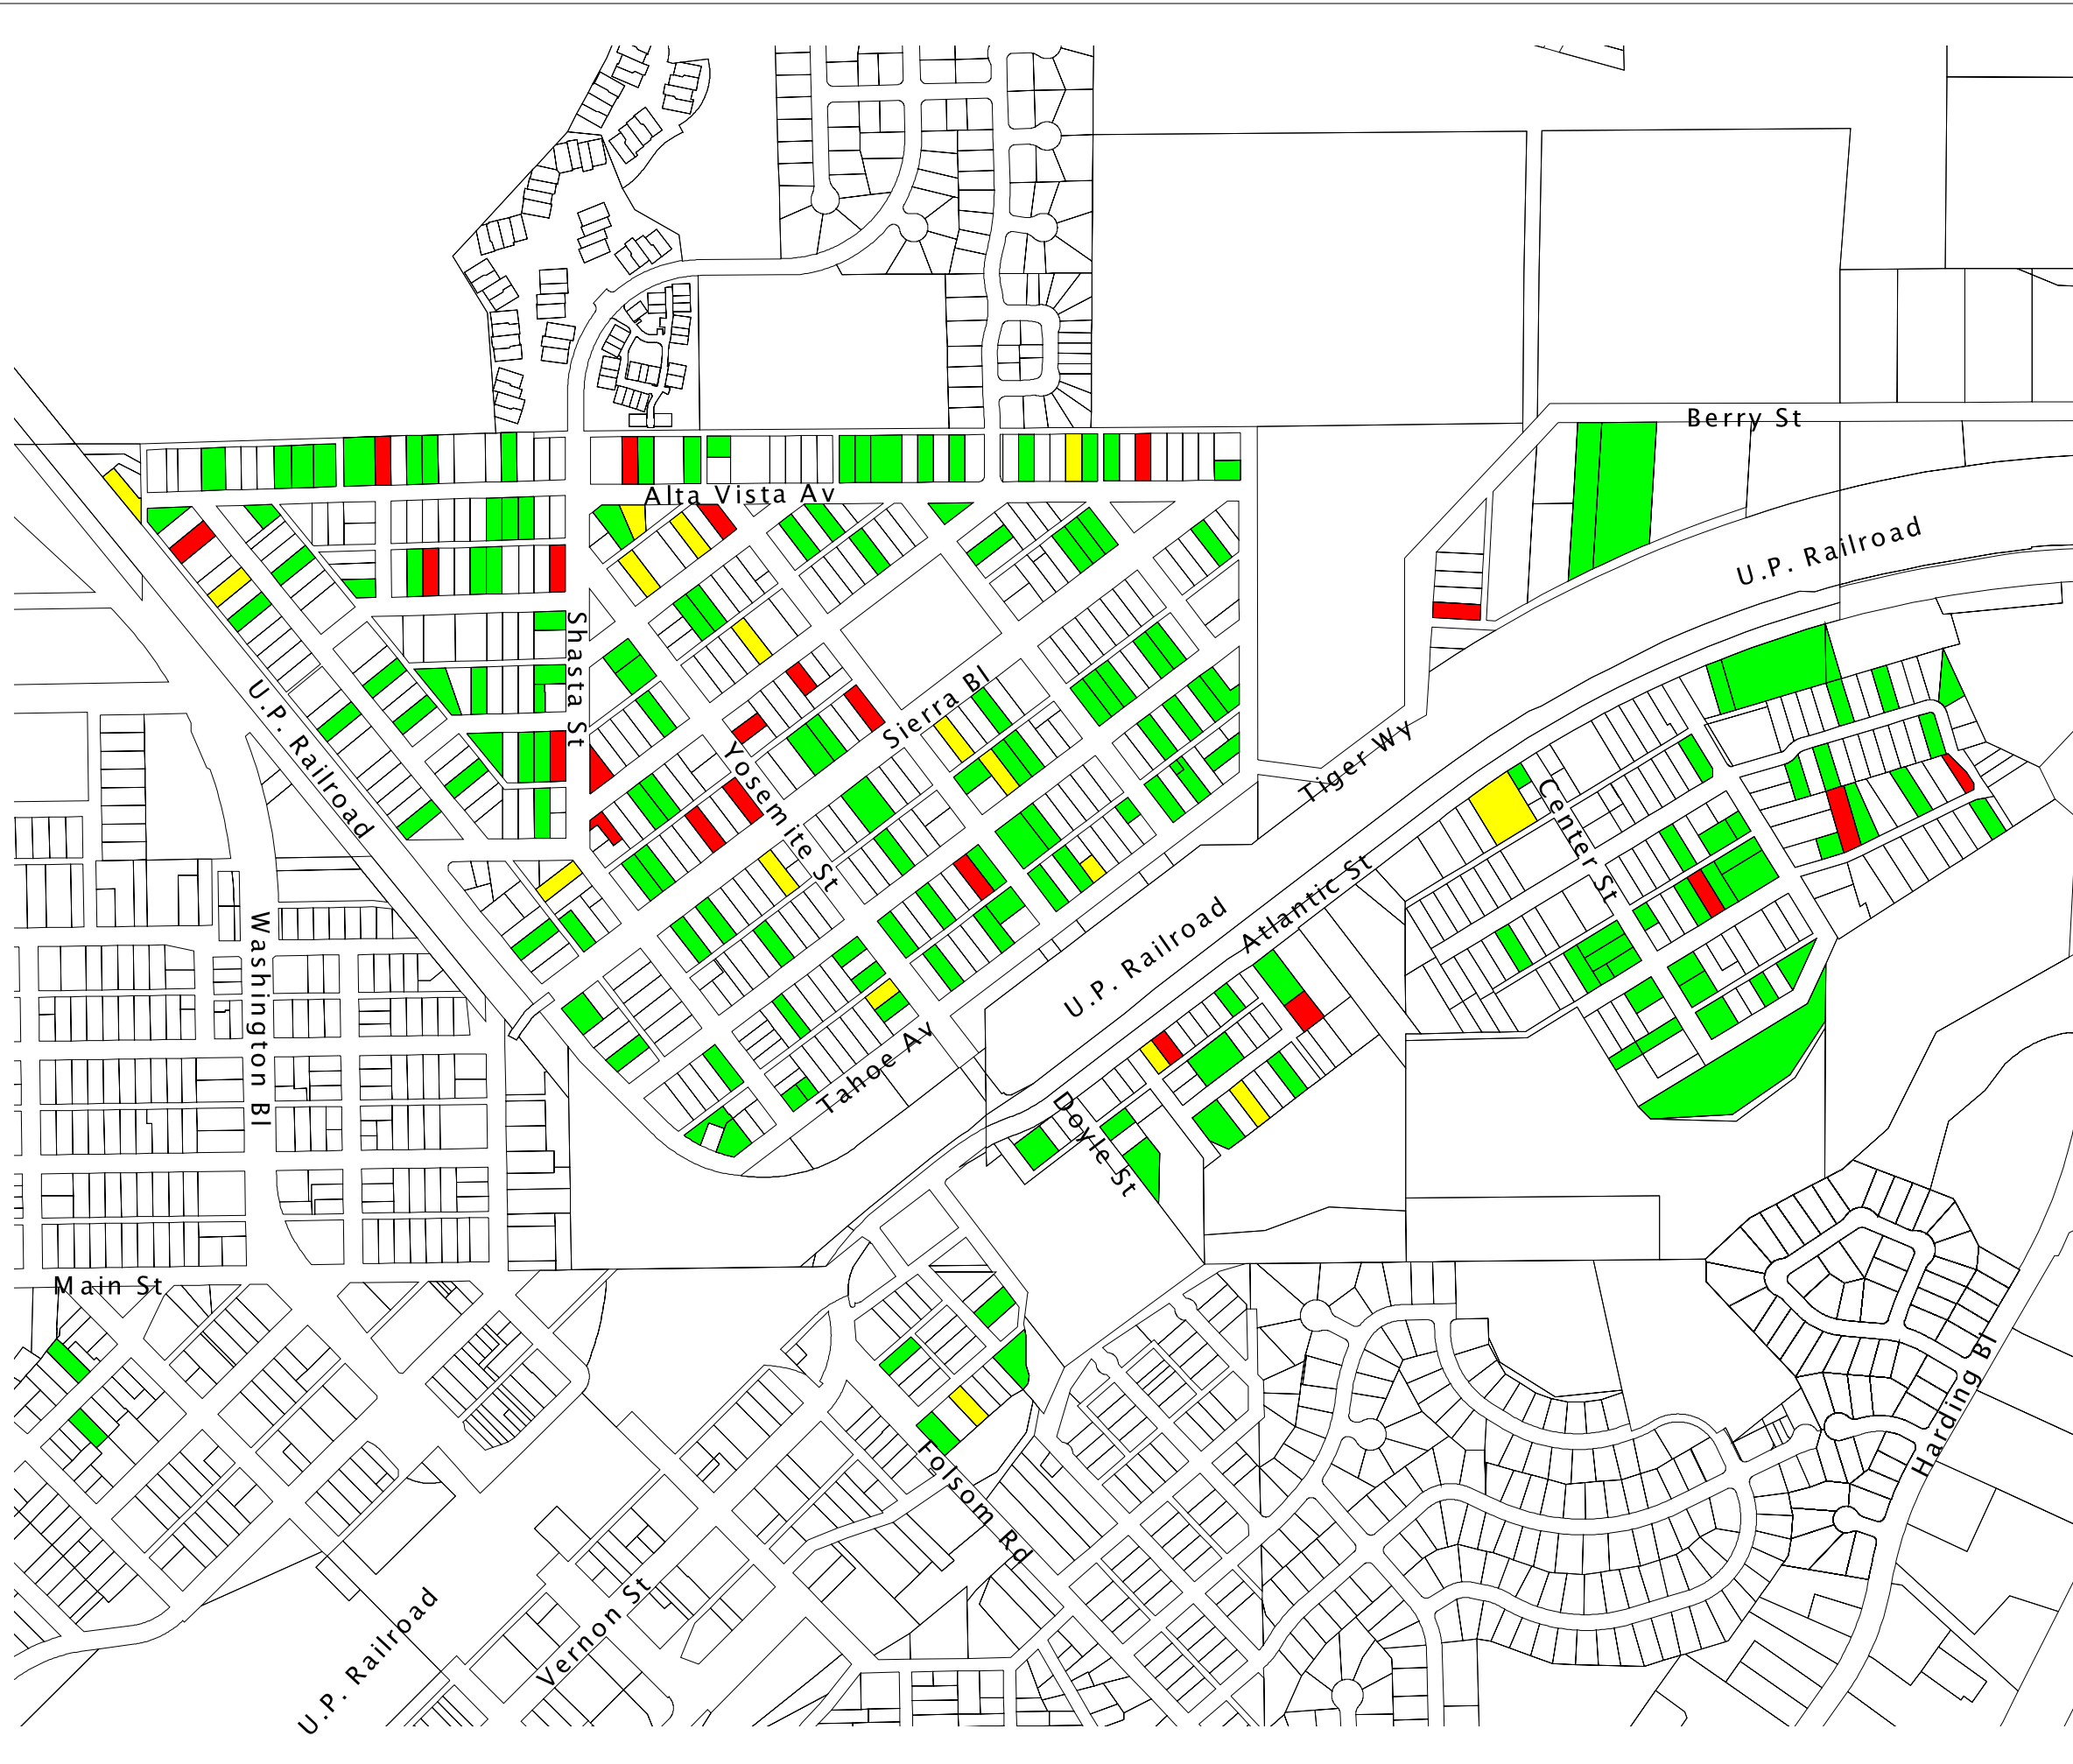 Berry St
Alta Vista Av
U.P. Railroad
Shasta St
Sierra Bl
U.P. Railroad
Yosemite St
Tiger Wy
Center St
Atlantic St
Washington Bl
U.P. Railroad
Tahoe Av
Doyle St
Main St
Harding Bl
Folsom Rd
Vernon St
U.P. Railroad